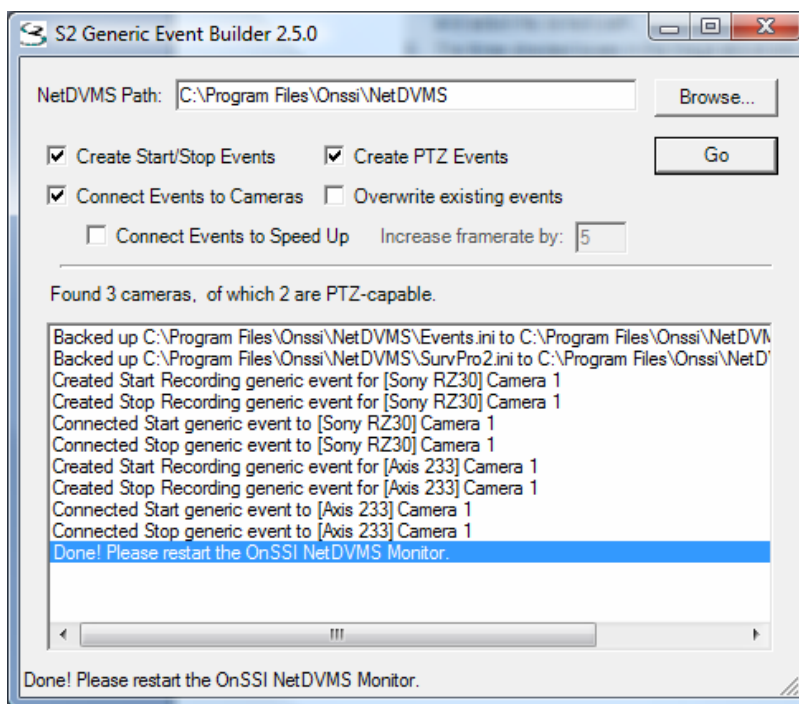 S2 Generic Event Builder 2.5.0
NetDVMS Path: C:\Program Files\Onssi\NetDVMS Browse...
Create Start/Stop Events Create PTZ Events Go
Connect Events to Cameras Overwrite existing events
Connect Events to Speed Up Increase framerate by: 5
Found 3 cameras, of which 2 are PTZ-capable.
Backed up C:\Program Files\Onssi\NetDVMS\Events.ini to C:\Program Files\Onssi\NetDVM
Backed up C:\Program Files\Onssi\NetDVMS\SurvPro2.ini to C:\Program Files\Onssi\NetD
Created Start Recording generic event for [Sony RZ30] Camera 1
Created Stop Recording generic event for [Sony RZ30] Camera 1
Connected Start generic event to [Sony RZ30] Camera 1
Connected Stop generic event to [Sony RZ30] Camera 1
Created Start Recording generic event for [Axis 233] Camera 1
Created Stop Recording generic event for [Axis 233] Camera 1
Connected Start generic event to [Axis 233] Camera 1
Connected Stop generic event to [Axis 233] Camera 1
Done! Please restart the OnSSI NetDVMS Monitor.
Done! Please restart the OnSSI NetDVMS Monitor.